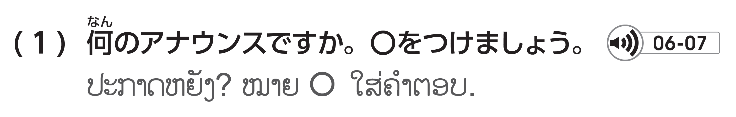 なん
(1) 何のアナウンスですか。〇をつけましょう。 06-07
ປະກາດຫຍັງ? ໝາຍ 〇 ໃສ່ຄຳຕອບ.